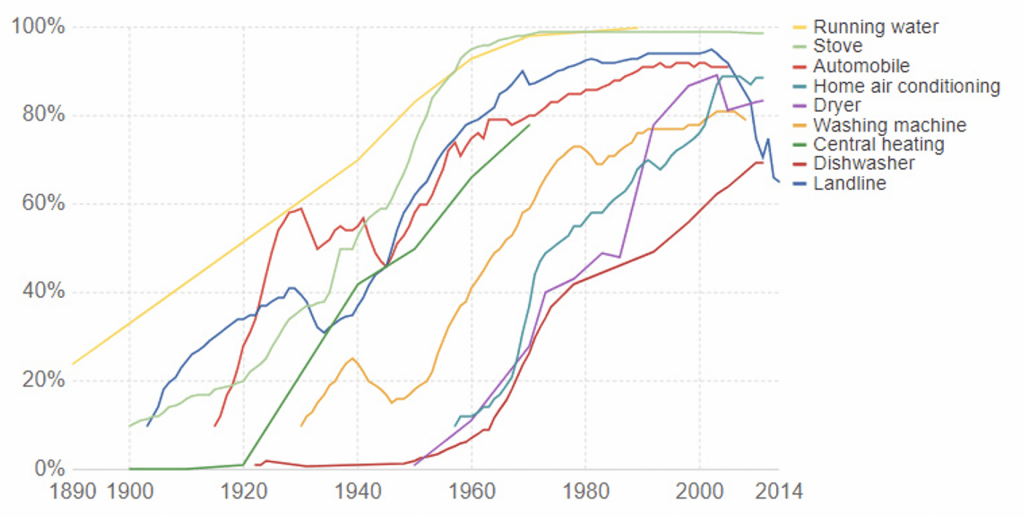 100%
80%
60%
40%
20%
0%
1890 1900 1920 1940 1960 1980 2000 2014
Running water
Stove
Automobile
Home air conditioning
Dryer
Washing machine
Central heating
Dishwasher
Landline